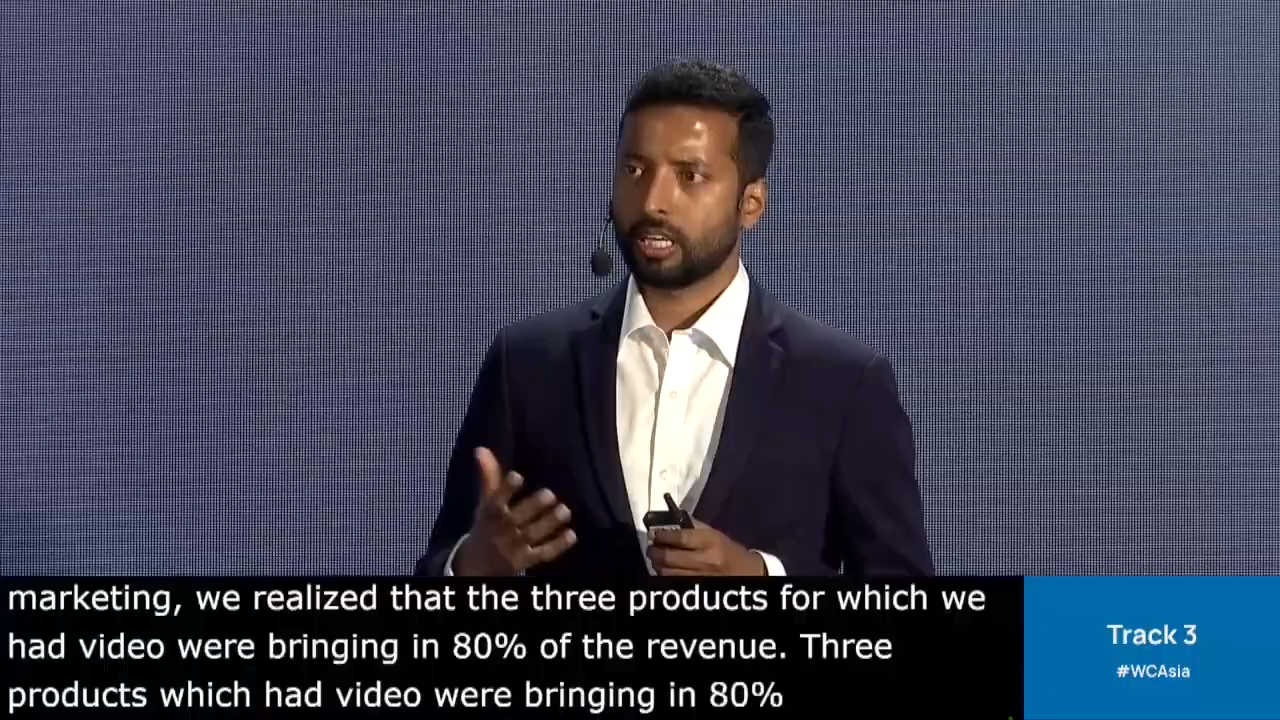 marketing, we realized that the three products for which we
had video were bringing in 80% of the revenue. Three
products which had video were bringing in 80%
Track 3
#WCAsia